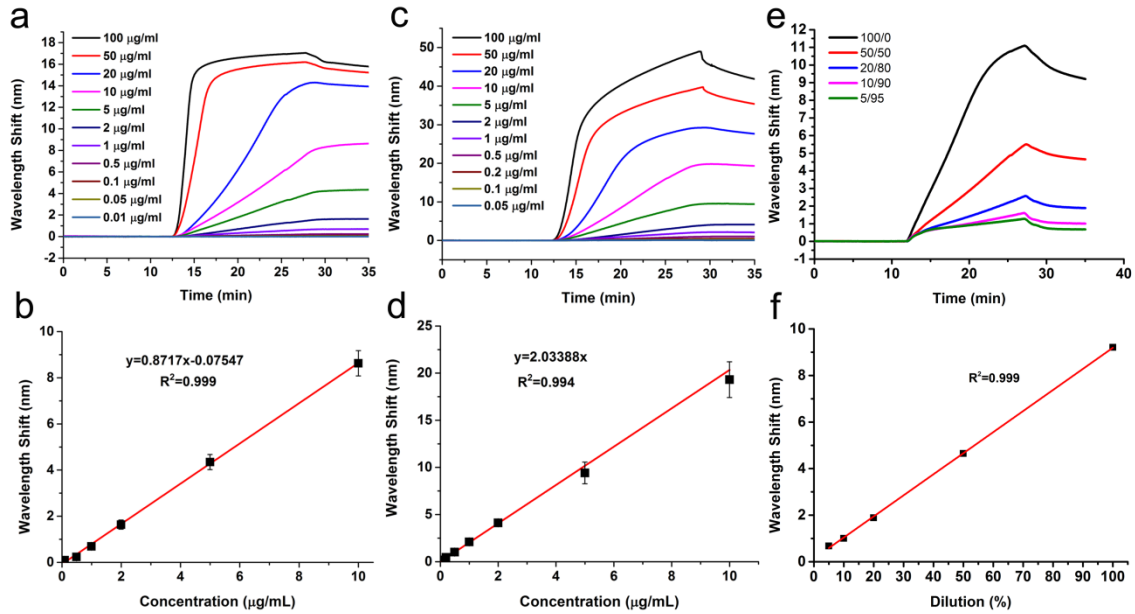 a
100 µg/ml
50 µg/ml
20 µg/ml
10 µg/ml
5 µg/ml
2 µg/ml
1 µg/ml
0.5 µg/ml
0.1 µg/ml
0.05 µg/ml
0.01 µg/ml
Wavelength Shift (nm)
18
16
14
12
10
8
6
4
2
0
-2
0 5 10 15 20 25 30 35
Time (min)
c
100 µg/ml
50 µg/ml
20 µg/ml
10 µg/ml
5 µg/ml
2 µg/ml
1 µg/ml
0.5 µg/ml
0.2 µg/ml
0.1 µg/ml
0.05 µg/ml
Wavelength Shift (nm)
50
40
30
20
10
0
0 5 10 15 20 25 30 35
Time (min)
e
100/0
50/50
20/80
10/90
5/95
Wavelength Shift (nm)
12
11
10
9
8
7
6
5
4
3
2
1
0
-1
0 10 20 30 40
Time (min)
b
y=0.8717x-0.07547
R²=0.999
Wavelength Shift (nm)
10
8
6
4
2
0
0 2 4 6 8 10
Concentration (µg/mL)
d
y=2.03388x
R²=0.994
Wavelength Shift (nm)
25
20
15
10
5
0
0 2 4 6 8 10
Concentration (µg/mL)
f
R²=0.999
Wavelength Shift (nm)
10
8
6
4
2
0
0 10 20 30 40 50 60 70 80 90 100
Dilution (%)